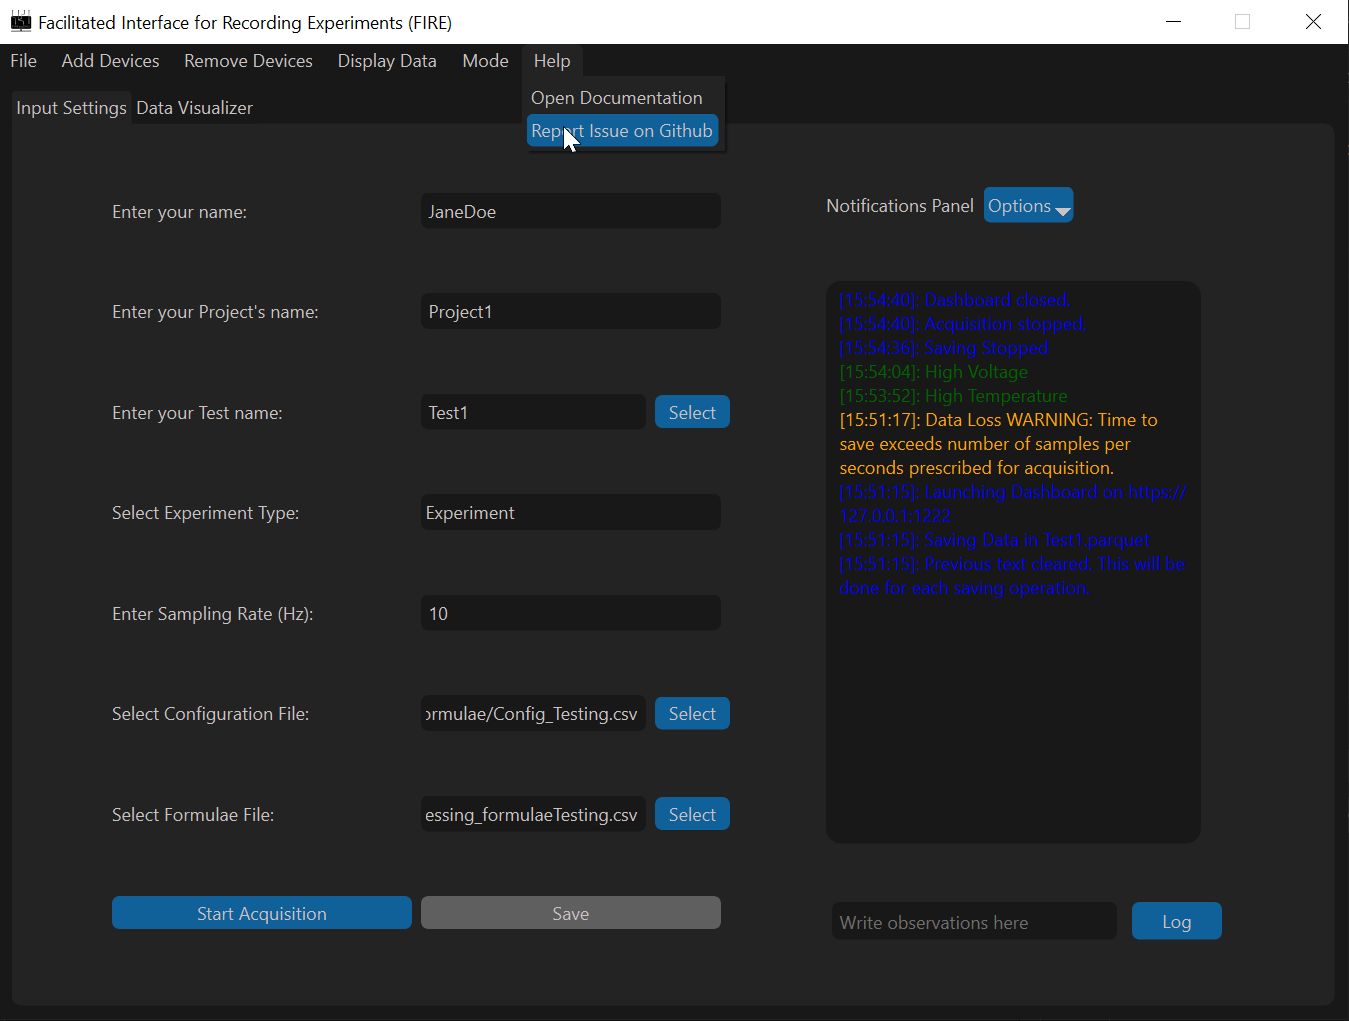 Facilitated Interface for Recording Experiments (FIRE)
File Add Devices Remove Devices Display Data Mode Help
Open Documentation
Report Issue on Github
Input Settings Data Visualizer
Enter your name: JaneDoe
Enter your Project's name: Project1
Enter your Test name: Test1 Select
Select Experiment Type: Experiment
Enter Sampling Rate (Hz): 10
Select Configuration File: ormulae/Config_Testing.csv Select
Select Formulae File: essing_formulaeTesting.csv Select
Start Acquisition Save
Notifications Panel Options
[15:54:40]: Dashboard closed.
[15:54:40]: Acquisition stopped.
[15:54:36]: Saving Stopped
[15:54:04]: High Voltage
[15:53:52]: High Temperature
[15:51:17]: Data Loss WARNING: Time to
save exceeds number of samples per
seconds prescribed for acquisition.
[15:51:15]: Launching Dashboard on https://
127.0.0.1:1222
[15:51:15]: Saving Data in Test1.parquet
[15:51:15]: Previous text cleared. This will be
done for each saving operation.
Write observations here Log